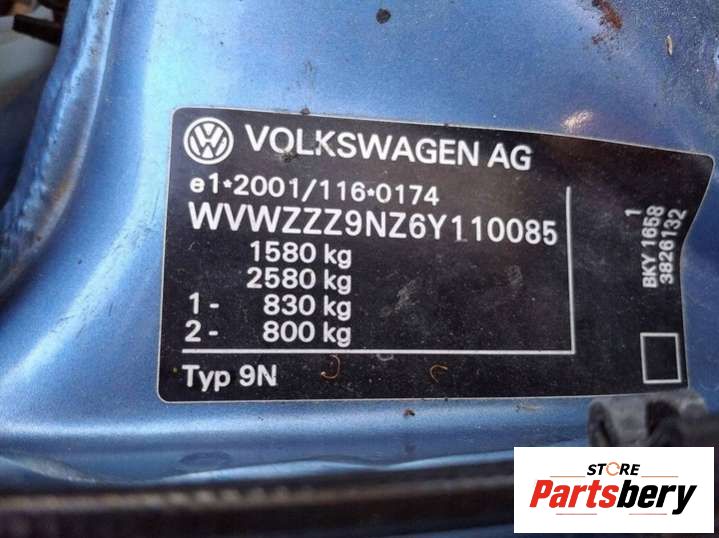 VOLKSWAGEN AG
e1*2001/116*0174
WVWZZZ9NZ6Y110085
1580 kg
2580 kg
1- 830 kg
2- 800 kg
Typ 9N
1
BKY 1658
3826132
STORE
Partsbery